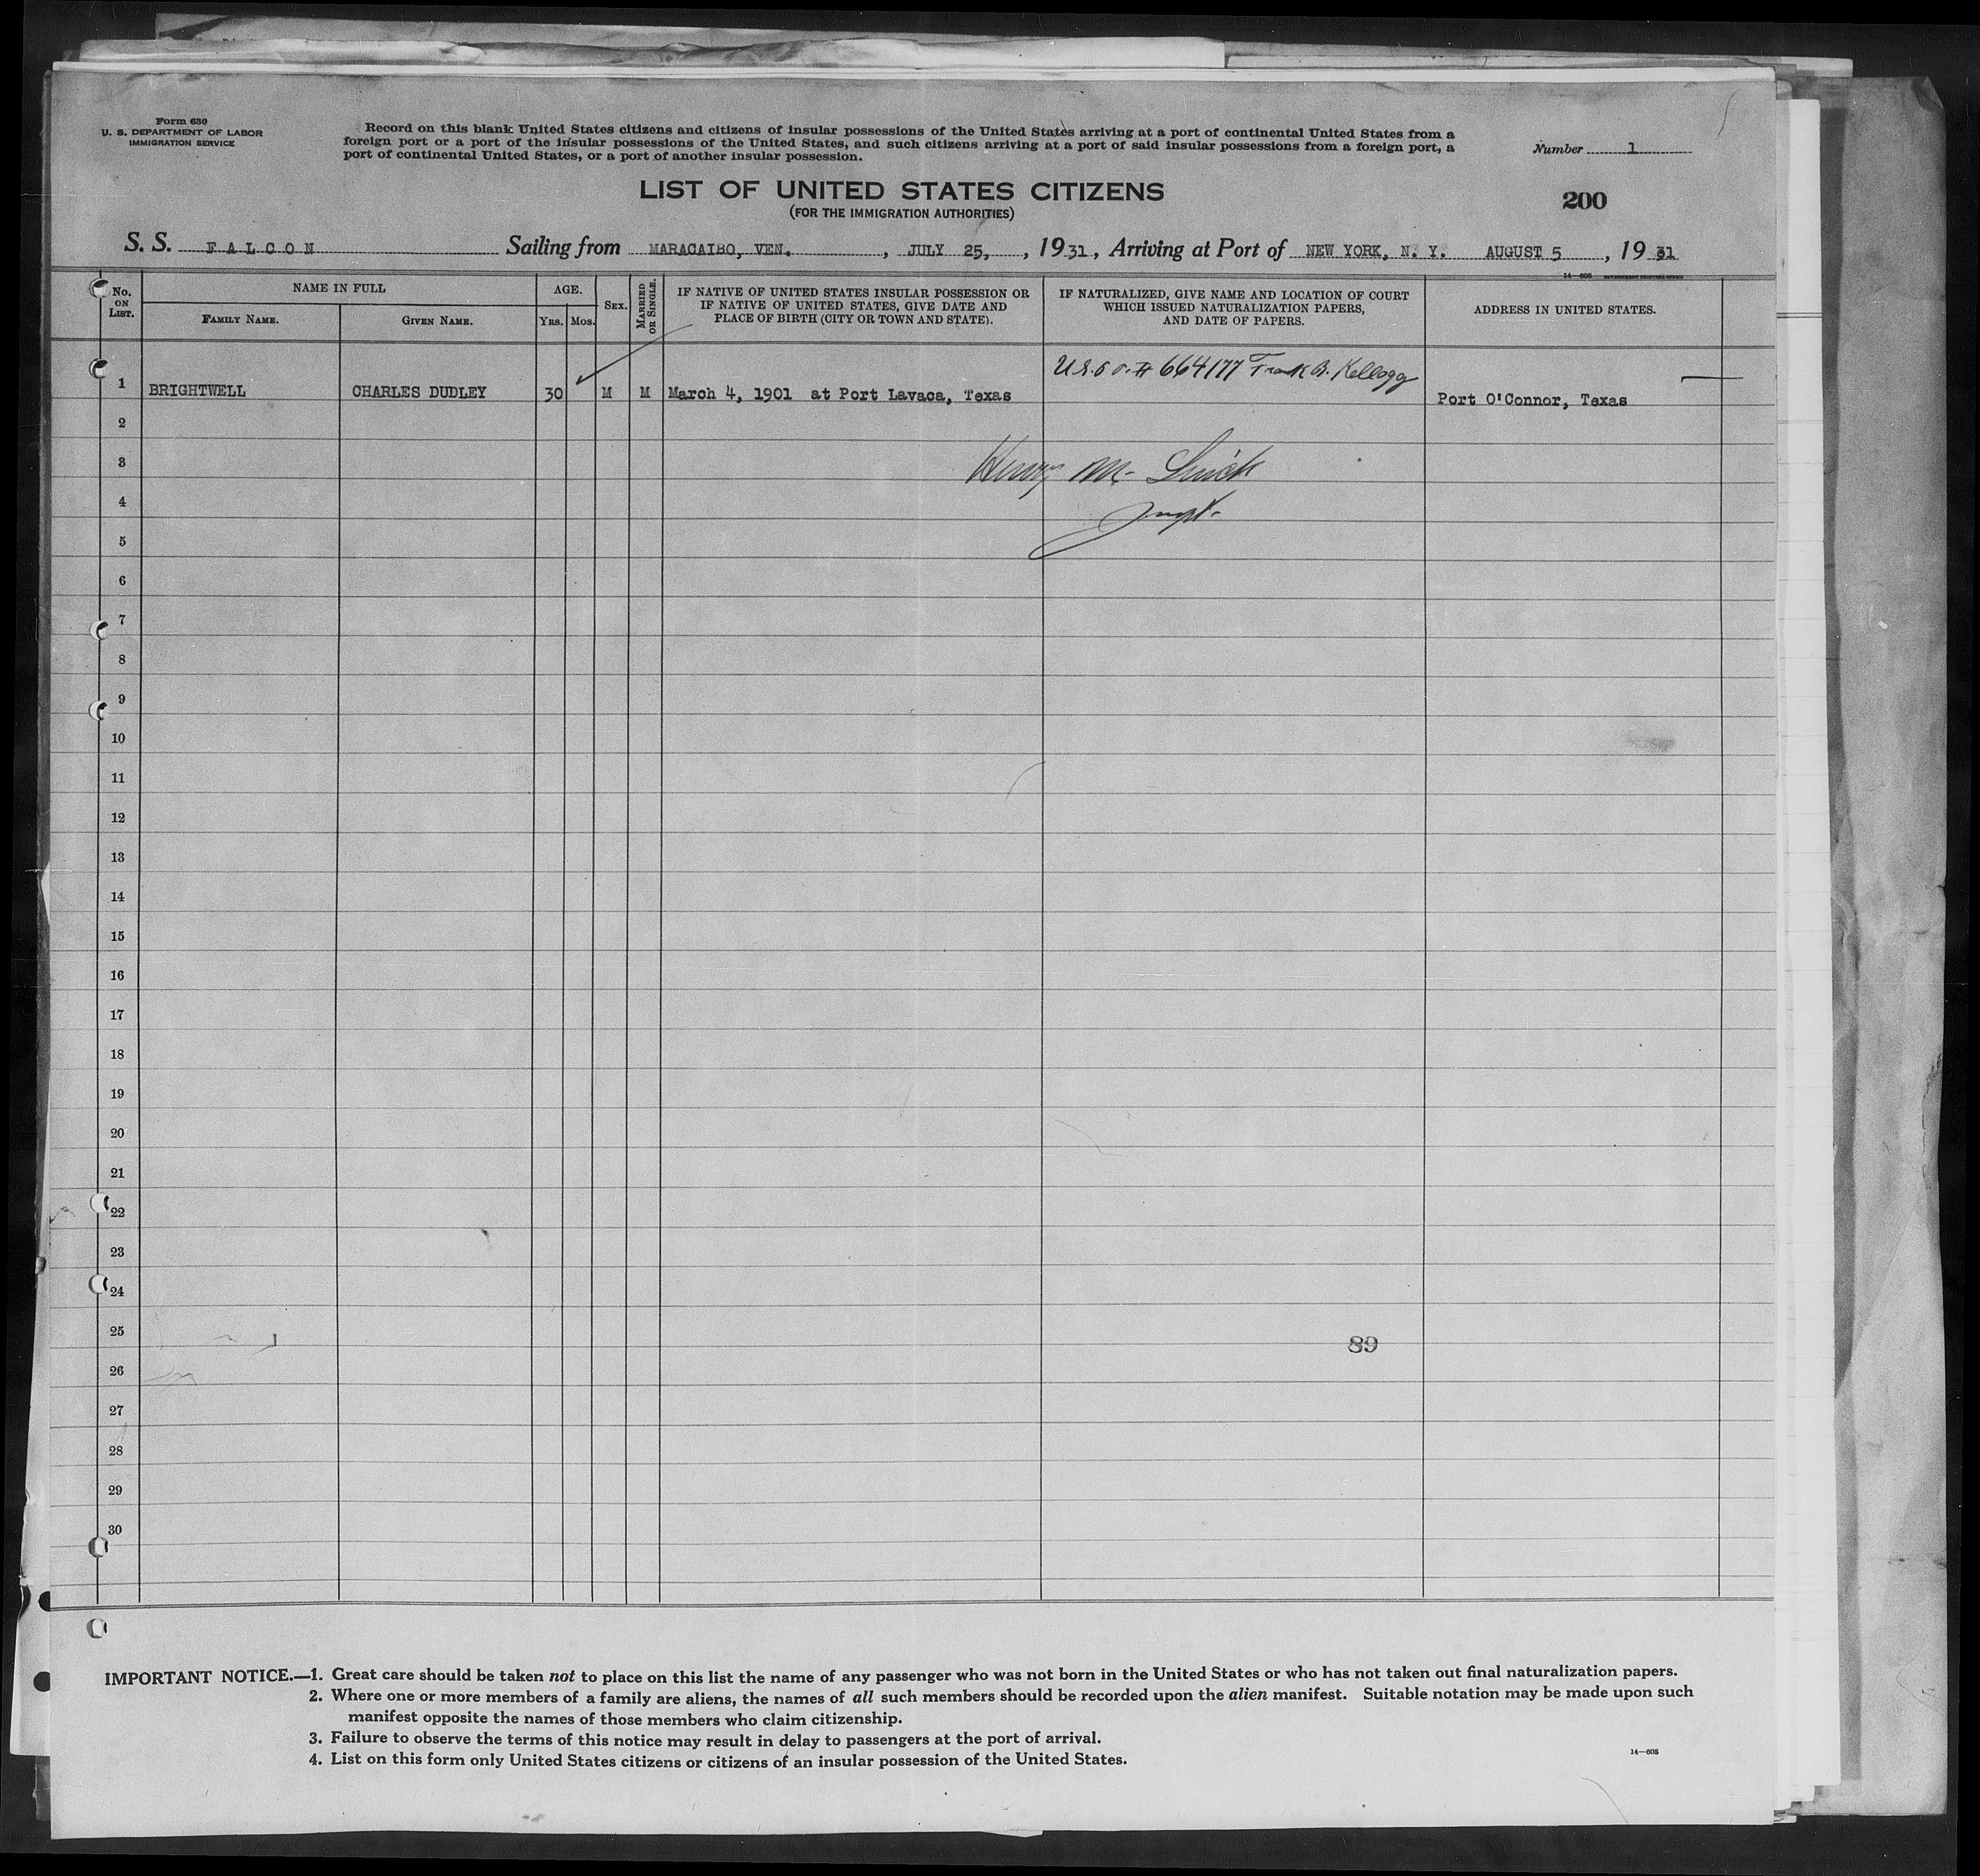 Form 630
U. S. DEPARTMENT OF LABOR
IMMIGRATION SERVICE
Record on this blank United States citizens and citizens of insular possessions of the United States arriving at a port of continental United States from a
foreign port or a port of the insular possessions of the United States, and such citizens arriving at a port of said insular possessions from a foreign port, a
port of continental United States, or a port of another insular possession.
Number 1
LIST OF UNITED STATES CITIZENS
(FOR THE IMMIGRATION AUTHORITIES)
200
S. S. FALCON Sailing from MARACAIBO, VEN. , JULY 25, , 1931, Arriving at Port of NEW YORK, N. Y. AUGUST 5 , 1931
14—608 GOVERNMENT PRINTING OFFICE
No. ON LIST.
NAME IN FULL
FAMILY NAME.
GIVEN NAME.
AGE.
YRS. MOS.
SEX.
MARRIED OR SINGLE.
IF NATIVE OF UNITED STATES INSULAR POSSESSION OR
IF NATIVE OF UNITED STATES, GIVE DATE AND
PLACE OF BIRTH (CITY OR TOWN AND STATE).
IF NATURALIZED, GIVE NAME AND LOCATION OF COURT
WHICH ISSUED NATURALIZATION PAPERS,
AND DATE OF PAPERS.
ADDRESS IN UNITED STATES.
# 664177 Frank B. Kellogg
1 BRIGHTWELL CHARLES DUDLEY 30 M M March 4, 1901 at Port Lavaca, Texas Port O'Connor, Texas
2
3
Henry
4
5
6
7
8
9
10
11
12
13
14
15
16
17
18
19
20
21
22
23
24
25
89
26
27
28
29
30
IMPORTANT NOTICE.—1. Great care should be taken not to place on this list the name of any passenger who was not born in the United States or who has not taken out final naturalization papers.
2. Where one or more members of a family are aliens, the names of all such members should be recorded upon the alien manifest. Suitable notation may be made upon such
manifest opposite the names of those members who claim citizenship.
3. Failure to observe the terms of this notice may result in delay to passengers at the port of arrival.
4. List on this form only United States citizens or citizens of an insular possession of the United States.
14—608